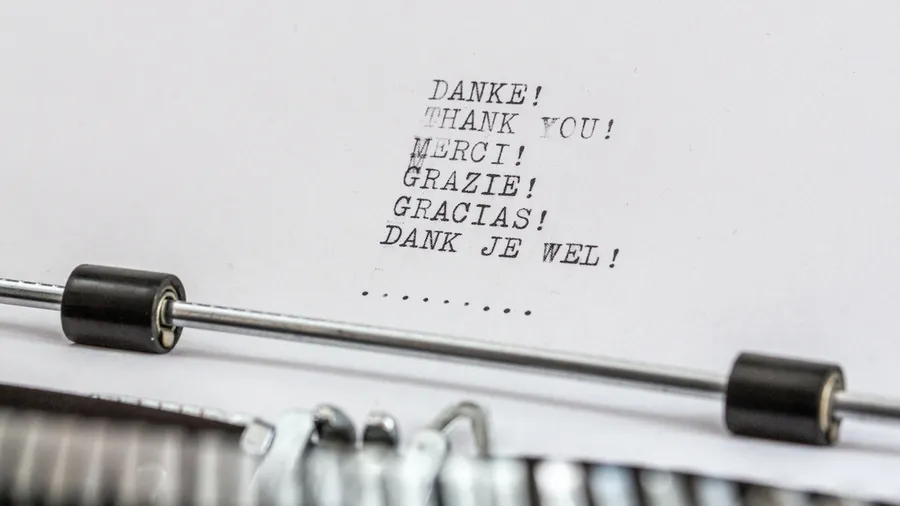 DANKE!
THANK YOU!
MERCI!
GRAZIE!
GRACIAS!
DANK JE WEL!
.........